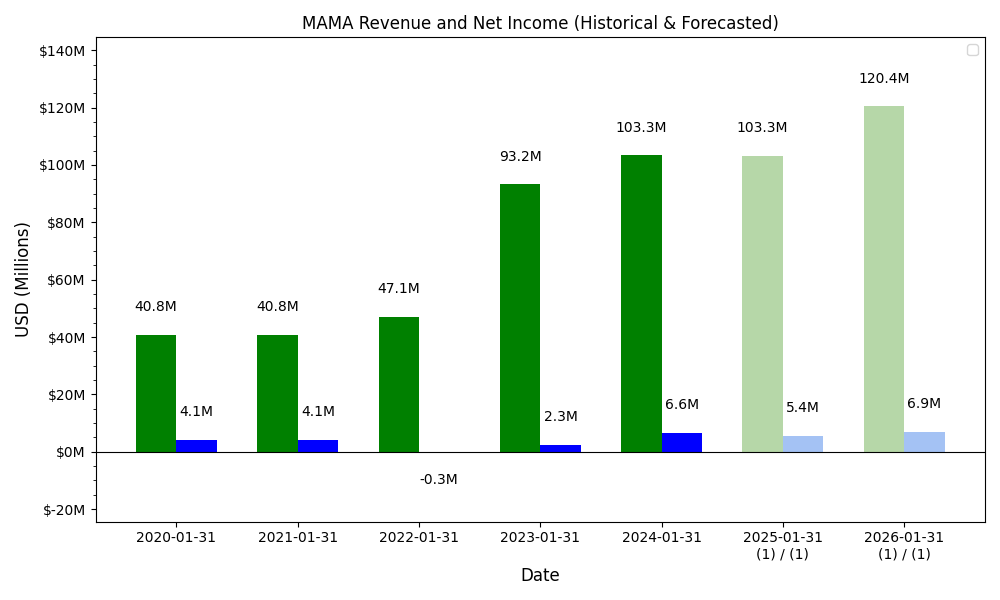 MAMA Revenue and Net Income (Historical & Forecasted)
$140M
$120M
$100M
$80M
$60M
$40M
$20M
$0M
$-20M
USD (Millions)
40.8M
4.1M
40.8M
4.1M
47.1M
-0.3M
93.2M
2.3M
103.3M
6.6M
103.3M
5.4M
120.4M
6.9M
2020-01-31
2021-01-31
2022-01-31
2023-01-31
2024-01-31
2025-01-31
(1) / (1)
2026-01-31
(1) / (1)
Date